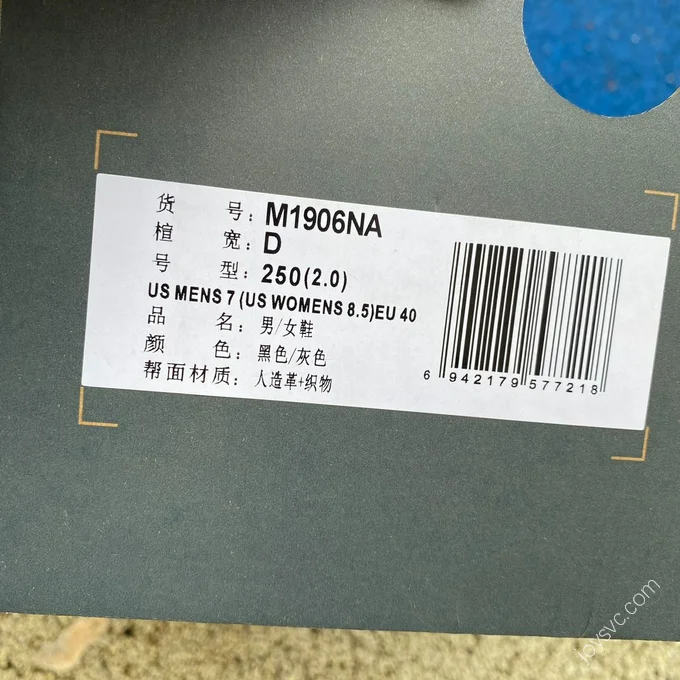 货 号: M1906NA
楦 宽: D
号 型: 250(2.0)
US MENS 7 (US WOMENS 8.5)EU 40
品 名: 男/女鞋
颜 色: 黑色/灰色
帮面材质: 人造革+织物
6 942179 577218
joysvc.com